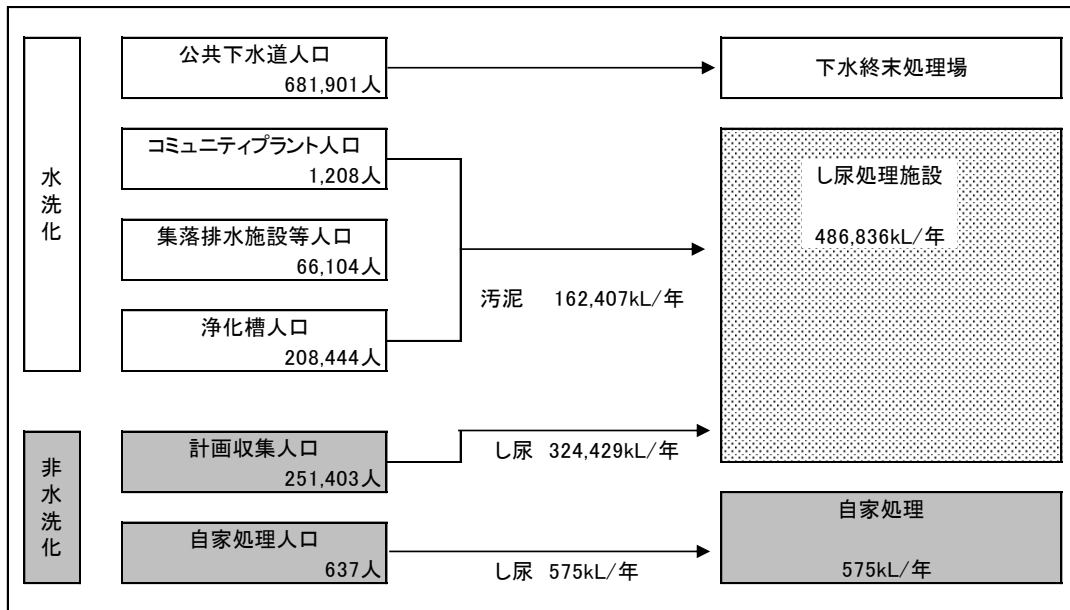 水洗化
公共下水道人口
681,901人
下水終末処理場
コミュニティプラント人口
1,208人
集落排水施設等人口
66,104人
浄化槽人口
208,444人
汚泥 162,407kL/年
し尿処理施設
486,836kL/年
非水洗化
計画収集人口
251,403人
し尿 324,429kL/年
自家処理人口
637人
し尿 575kL/年
自家処理
575kL/年